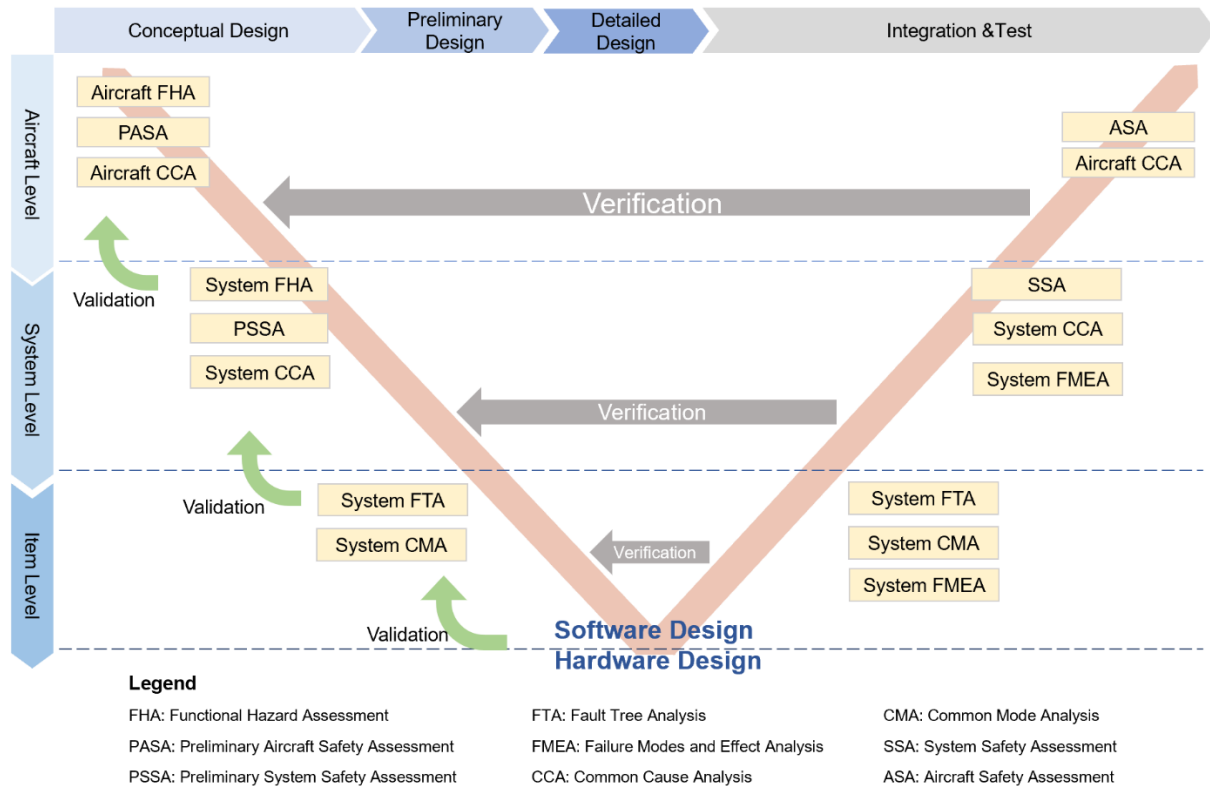 Conceptual Design
Preliminary
Design
Detailed
Design
Integration &Test
Aircraft Level
Aircraft FHA
PASA
Aircraft CCA
ASA
Aircraft CCA
Verification
Validation
System Level
System FHA
PSSA
System CCA
SSA
System CCA
System FMEA
Verification
Validation
Item Level
System FTA
System CMA
System FTA
System CMA
System FMEA
Verification
Validation
Software Design
Hardware Design
Legend
FHA: Functional Hazard Assessment
FTA: Fault Tree Analysis
CMA: Common Mode Analysis
PASA: Preliminary Aircraft Safety Assessment
FMEA: Failure Modes and Effect Analysis
SSA: System Safety Assessment
PSSA: Preliminary System Safety Assessment
CCA: Common Cause Analysis
ASA: Aircraft Safety Assessment